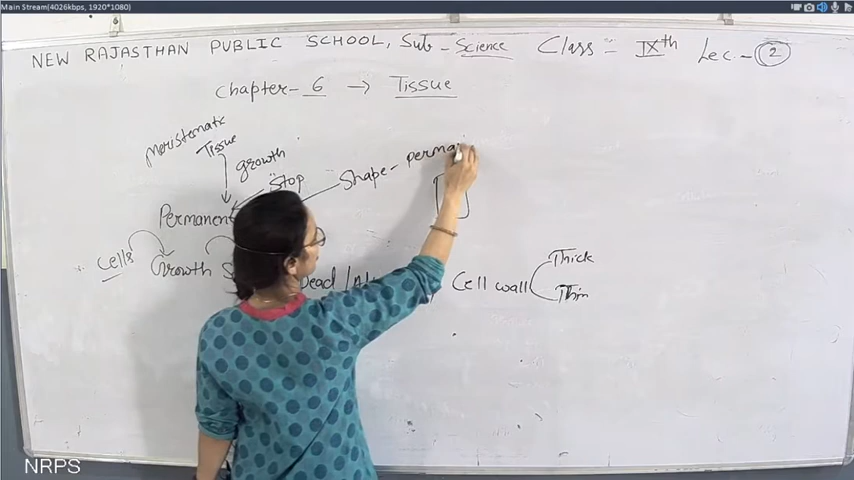 Main Stream(4026kbps, 1920*1080)
NEW RAJASTHAN PUBLIC SCHOOL, Sub - Science Class = IXth Lec - 2
Chapter - 6 → Tissue
Meristematic
Tissue
growth
Stop
Shape - perma
Permanent
Cells
Growth S
Dead / Al
Cell wall
Thick
Thin
NRPS